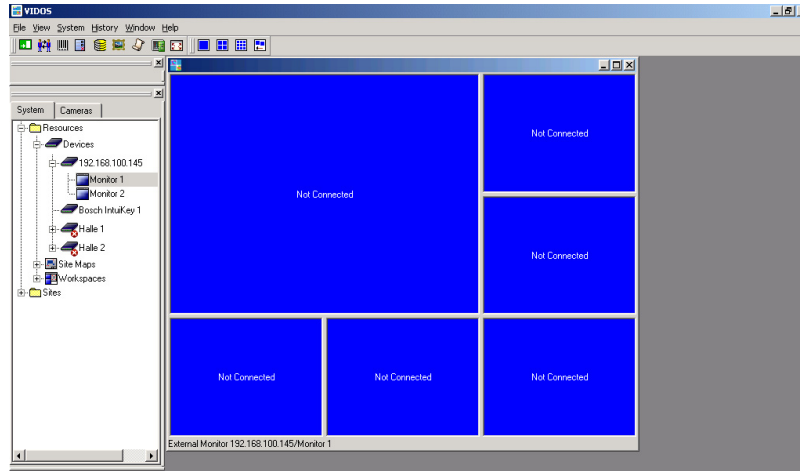 VIDOS
File View System History Window Help
System Cameras
Resources
Devices
192.168.100.145
Monitor 1
Monitor 2
Bosch IntuiKey 1
Halle 1
Halle 2
Site Maps
Workspaces
Sites
Not Connected
Not Connected
Not Connected
Not Connected
Not Connected
Not Connected
External Monitor 192.168.100.145/Monitor 1